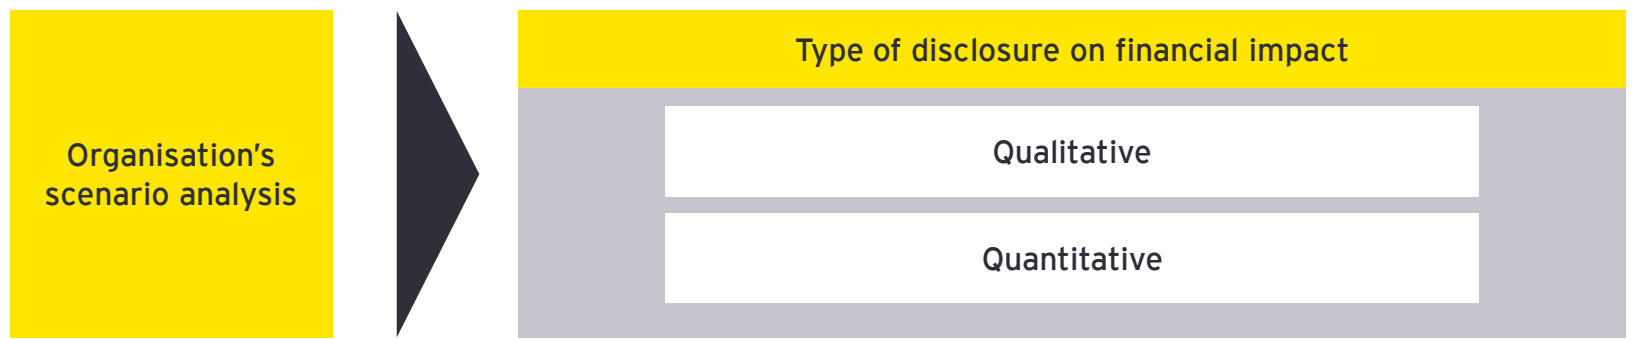 Organisation's
scenario analysis
Type of disclosure on financial impact
Qualitative
Quantitative